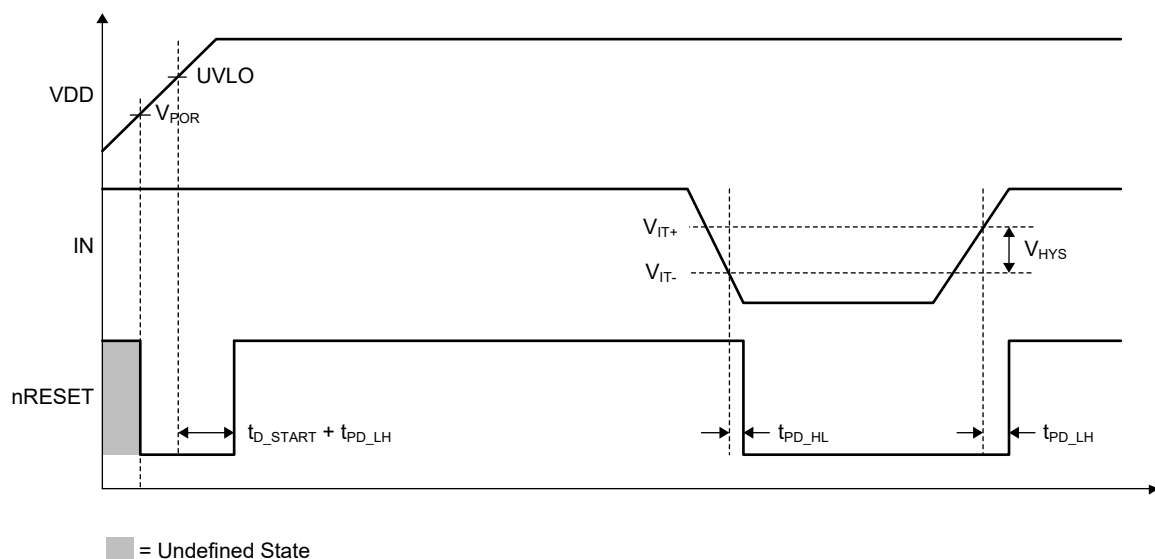 UVLO
VDD
VPOR
VIT+
IN
VHYS
VIT-
nRESET
tD_START + tPD_LH
tPD_HL
tPD_LH
= Undefined State